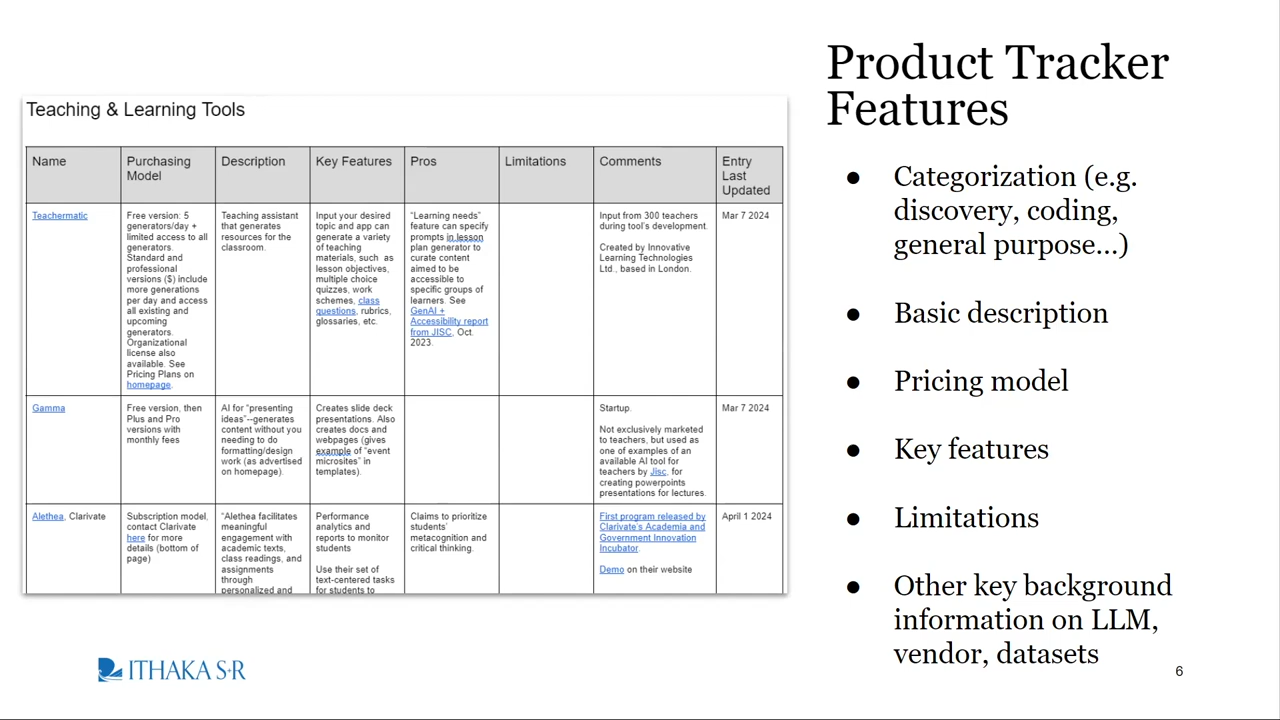 Product Tracker
Features
Teaching & Learning Tools
Name
Purchasing
Model
Description
Key Features
Pros
Limitations
Comments
Entry
Last
Updated
Teachermatic
Free version: 5
generators/day +
limited access to all
generators.
Standard and
professional
versions ($) include
more generations
per day and access
all existing and
upcoming
generators.
Organizational
license also
available. See
Pricing Plans on
homepage.
Teaching assistant
that generates
resources for the
classroom.
Input your desired
topic and app can
generate a variety
of teaching
materials, such as
lesson objectives,
multiple choice
quizzes, work
schemes, class
questions, rubrics,
glossaries, etc.
“Learning needs”
feature can specify
prompts in lesson
plan generator to
curate content
aimed to be
accessible to
specific groups of
learners. See
GenAI +
Accessibility report
from JISC, Oct.
2023.
Input from 300 teachers
during tool's development.
Created by Innovative
Learning Technologies
Ltd., based in London.
Mar 7 2024
Gamma
Free version, then
Plus and Pro
versions with
monthly fees
AI for “presenting
ideas”--generates
content without you
needing to do
formatting/design
work (as advertised
on homepage).
Creates slide deck
presentations. Also
creates docs and
webpages (gives
example of “event
microsites” in
templates).
Startup.
Not exclusively marketed
to teachers, but used as
one of examples of an
available AI tool for
teachers by Jisc, for
creating powerpoints
presentations for lectures.
Mar 7 2024
Alethea, Clarivate
Subscription model,
contact Clarivate
here for more
details (bottom of
page)
“Alethea facilitates
meaningful
engagement with
academic texts,
class readings, and
assignments
through
personalized and
Performance
analytics and
reports to monitor
students
Use their set of
text-centered tasks
for students to
Claims to prioritize
students'
metacognition and
critical thinking.
First program released by
Clarivate's Academia and
Government Innovation
Incubator.
Demo on their website
April 1 2024
● Categorization (e.g.
discovery, coding,
general purpose...)
● Basic description
● Pricing model
● Key features
● Limitations
● Other key background
information on LLM,
vendor, datasets
ITHAKA S+R
6